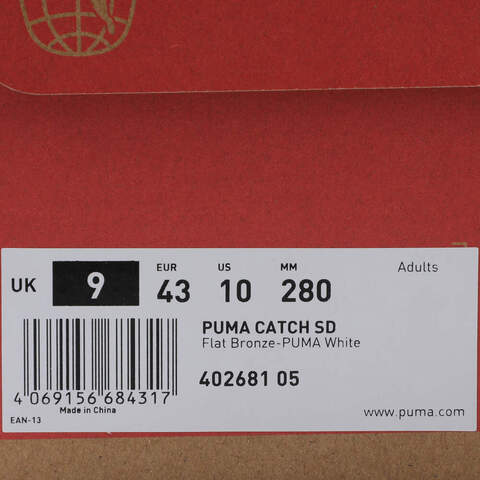 UK 9 EUR 43 US 10 MM 280 Adults
PUMA CATCH SD
Flat Bronze-PUMA White
402681 05
4 069156 684317
Made in China
EAN-13
www.puma.com